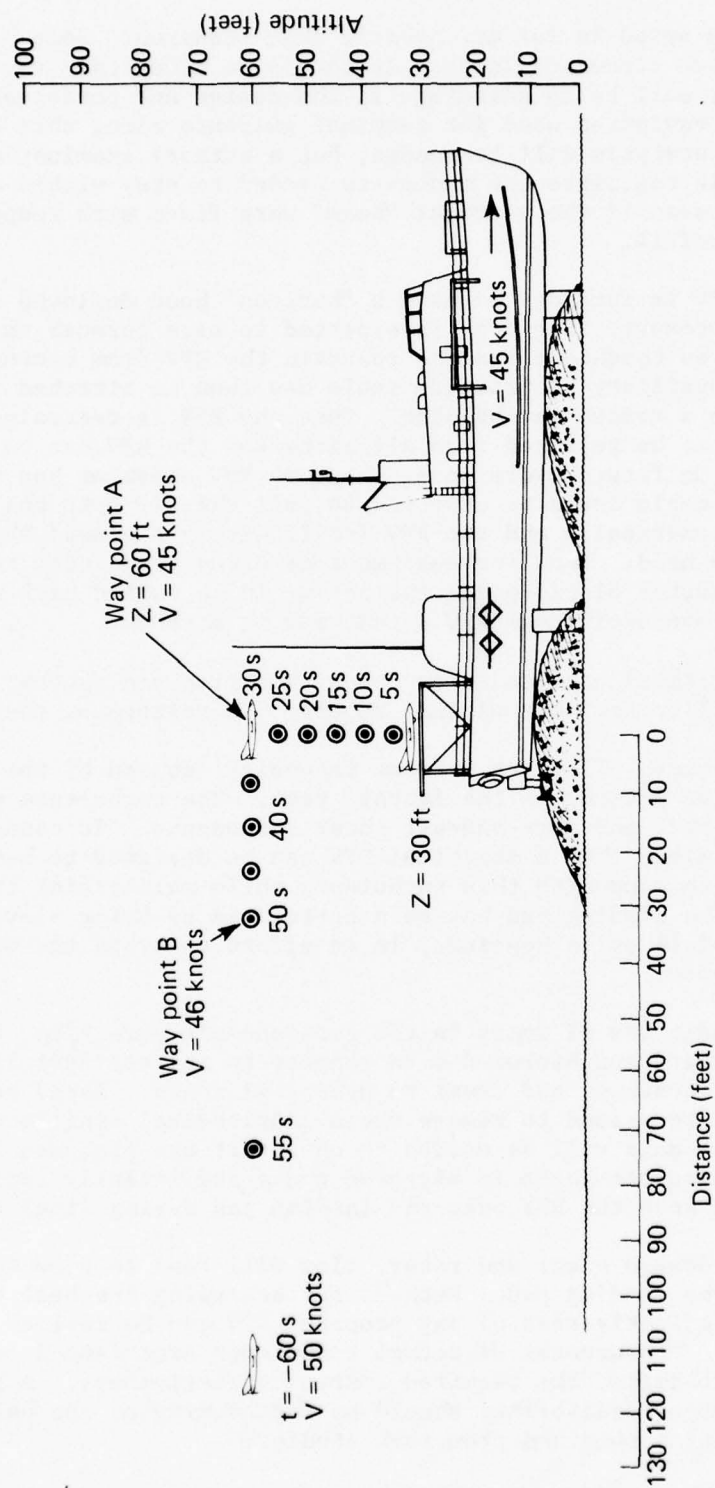 100
90
80
70
60
50
40
30
20
10
0
Altitude (feet)
Way point A
Z = 60 ft
V = 45 knots
30 s
25 s
20 s
15 s
10 s
5 s
40 s
50 s
Way point B
V = 46 knots
55 s
t = −60 s
V = 50 knots
Z = 30 ft
V = 45 knots
130 120 110 100 90 80 70 60 50 40 30 20 10 0
Distance (feet)